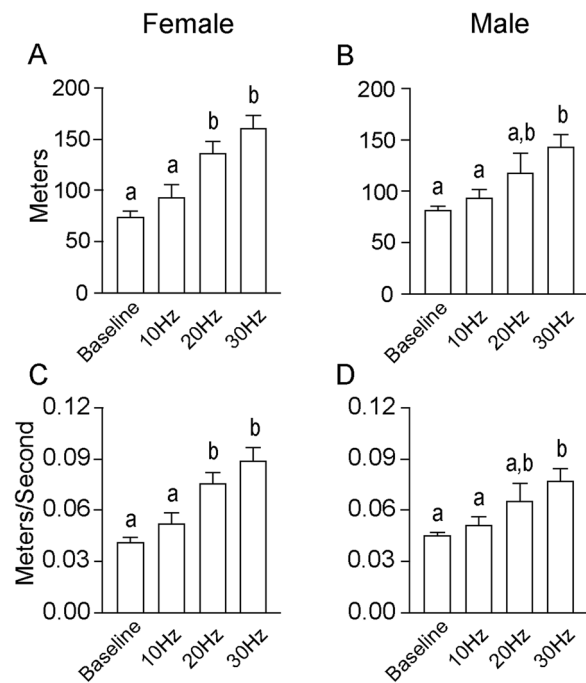 Female
Male
A
B
200
150
100
50
0
Meters
a
a
b
b
Baseline
10Hz
20Hz
30Hz
200
150
100
50
0
a
a
a,b
b
Baseline
10Hz
20Hz
30Hz
C
D
0.12
0.09
0.06
0.03
0.00
Meters/Second
a
a
b
b
Baseline
10Hz
20Hz
30Hz
0.12
0.09
0.06
0.03
0.00
a
a
a,b
b
Baseline
10Hz
20Hz
30Hz